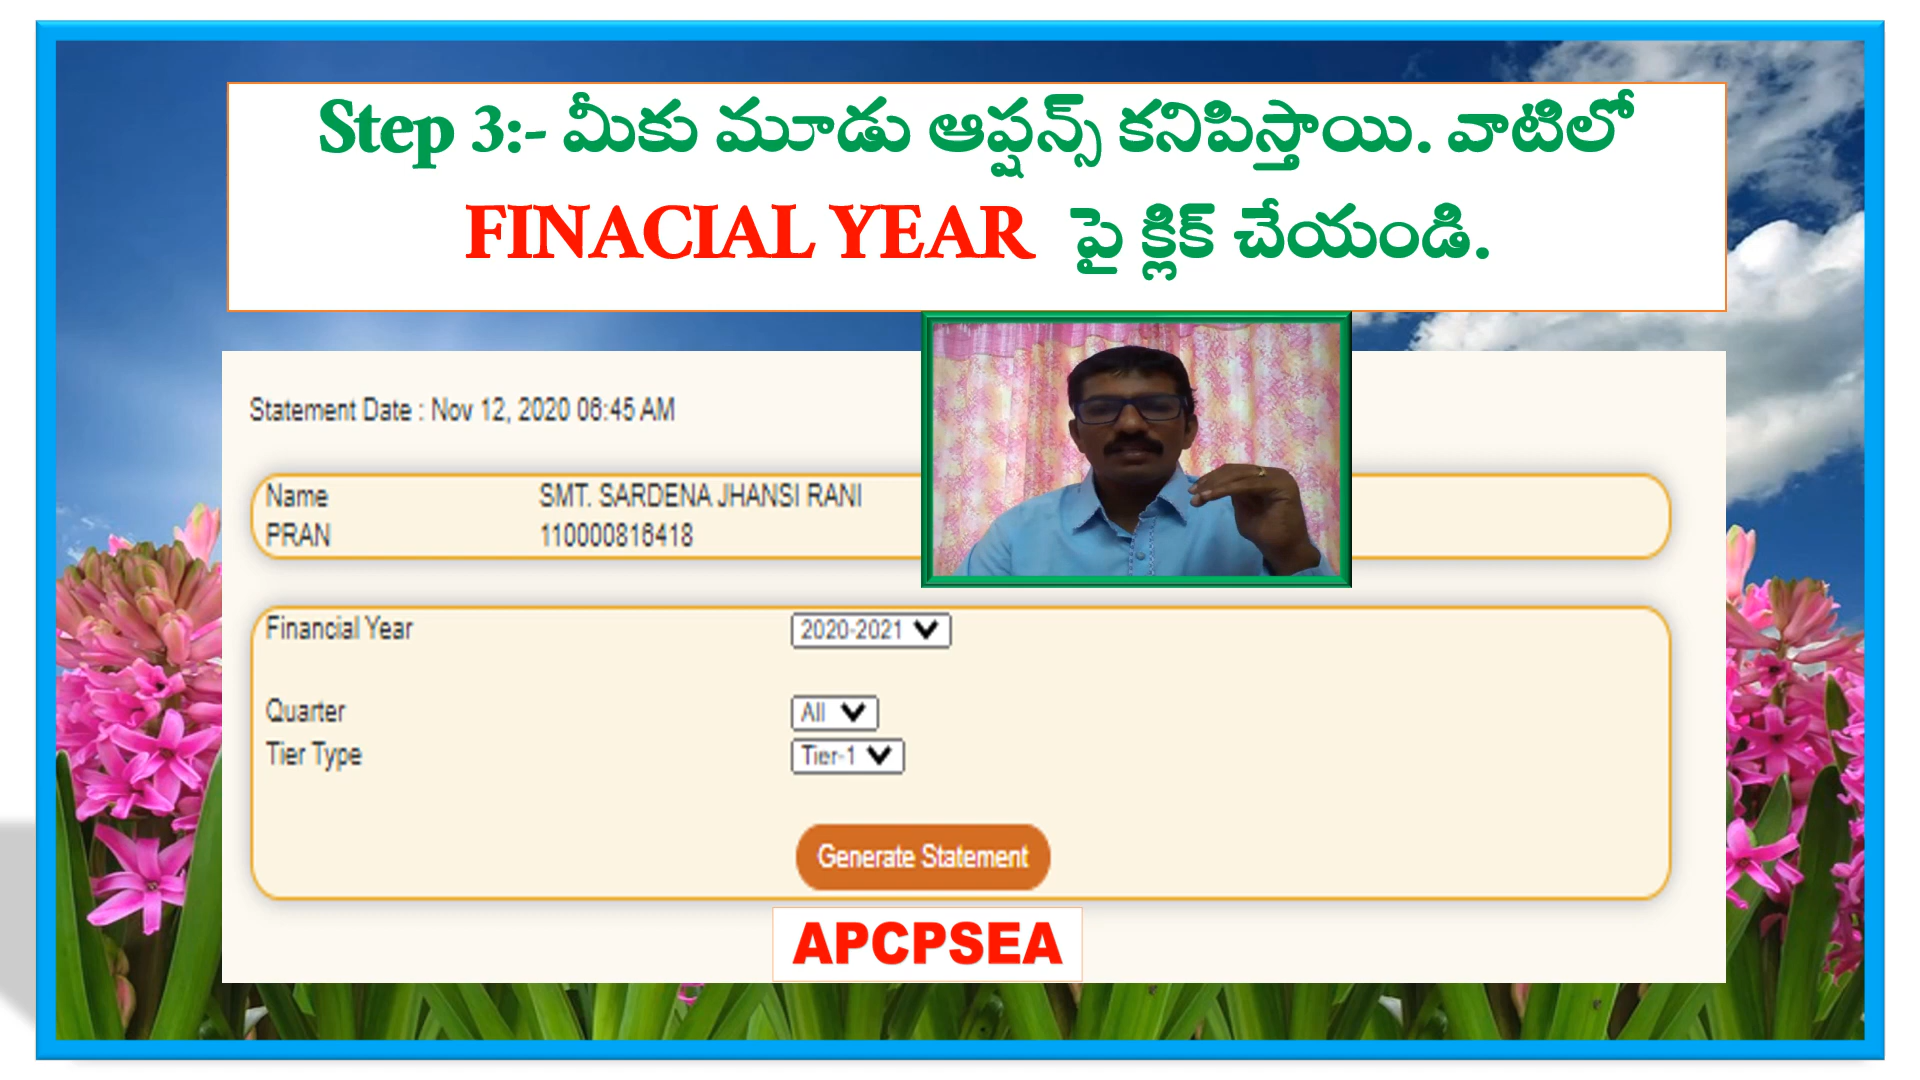 Step 3:- మీకు మూడు ఆప్షన్స్ కనిపిస్తాయి. వాటిలో
FINACIAL YEAR పై క్లిక్ చేయండి.
Statement Date : Nov 12, 2020 06:45 AM
Name SMT. SARDENA JHANSI RANI
PRAN 110000816418
Financial Year 2020-2021
Quarter All
Tier Type Tier-1
Generate Statement
APCPSEA